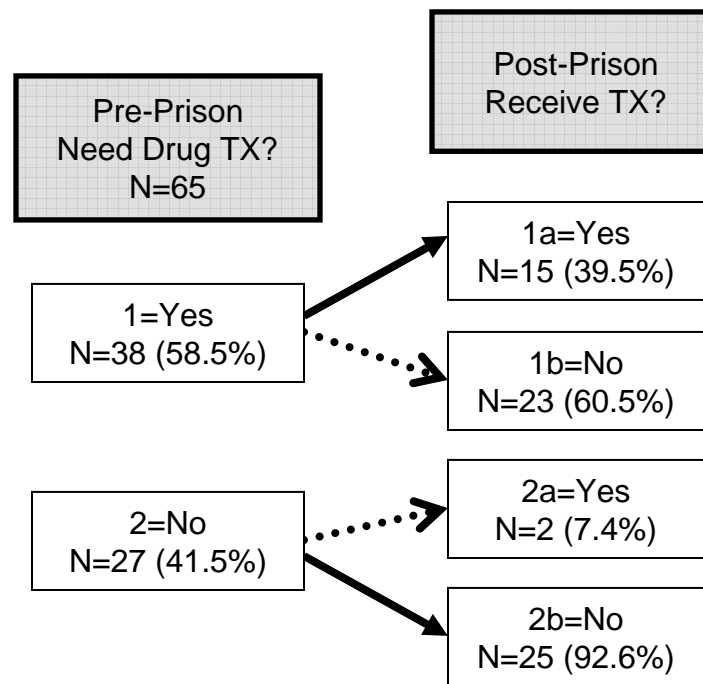 Pre-Prison
Need Drug TX?
N=65
Post-Prison
Receive TX?
1=Yes
N=38 (58.5%)
1a=Yes
N=15 (39.5%)
1b=No
N=23 (60.5%)
2=No
N=27 (41.5%)
2a=Yes
N=2 (7.4%)
2b=No
N=25 (92.6%)